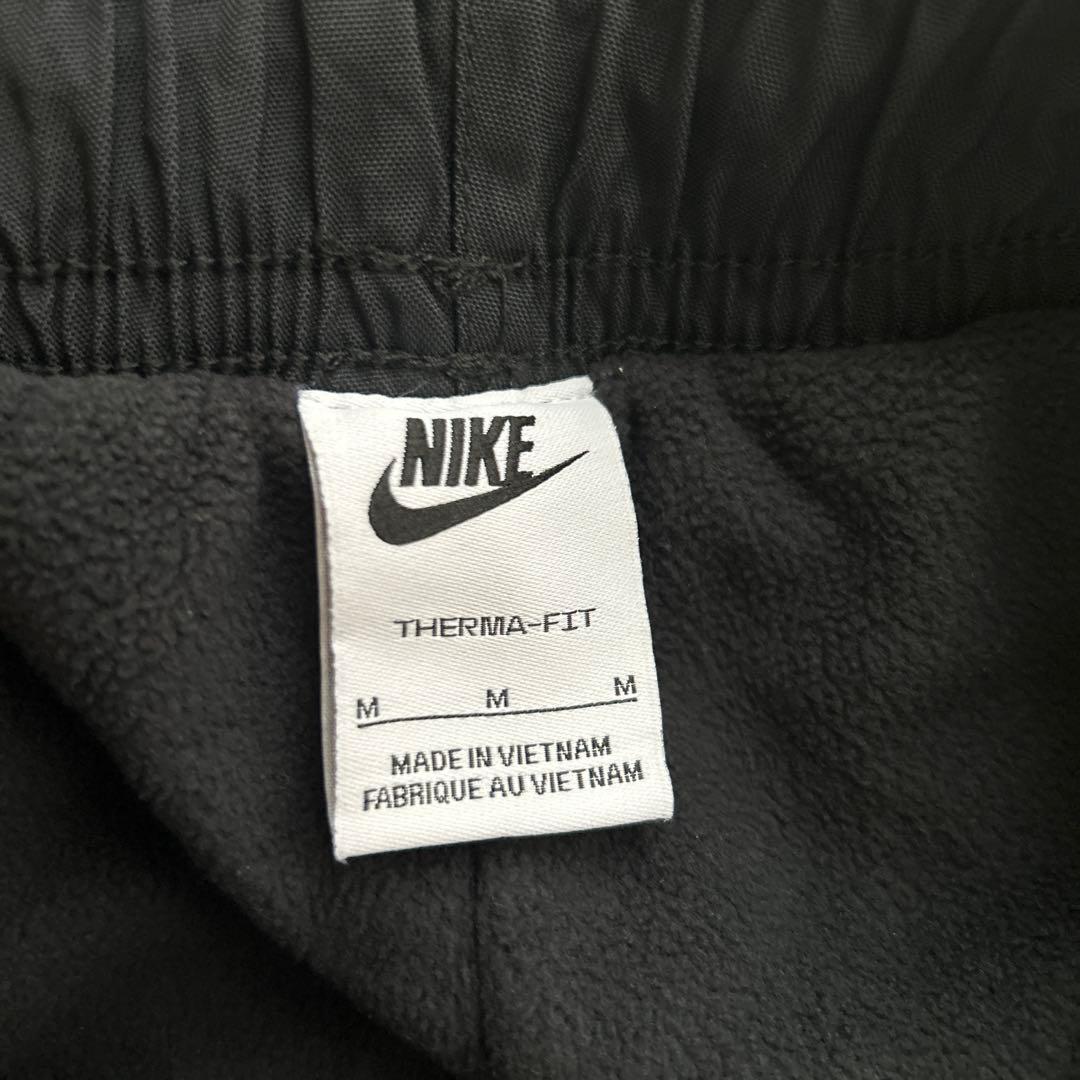 NIKE
THERMA-FIT
M M M
MADE IN VIETNAM
FABRIQUE AU VIETNAM